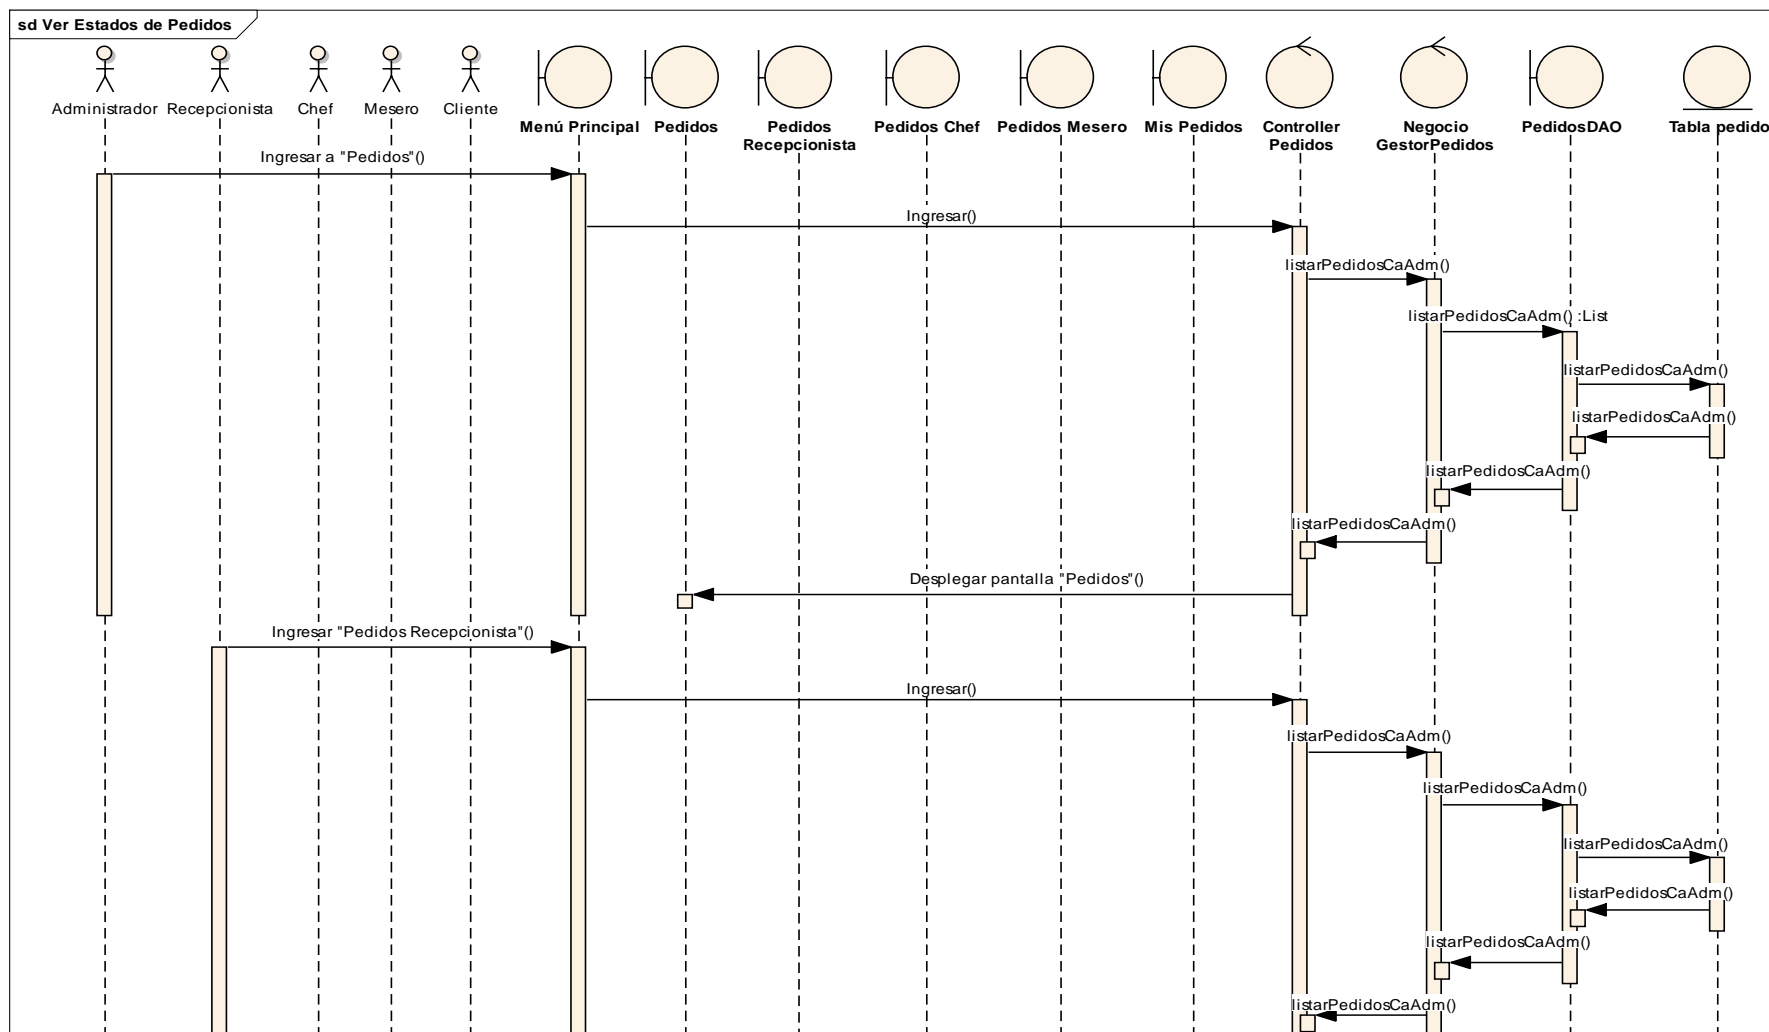 sd Ver Estados de Pedidos
Administrador
Recepcionista
Chef
Mesero
Cliente
Menú Principal
Pedidos
Pedidos
Recepcionista
Pedidos Chef
Pedidos Mesero
Mis Pedidos
Controller
Pedidos
Negocio
GestorPedidos
PedidosDAO
Tabla pedido
Ingresar a "Pedidos"()
Ingresar()
listarPedidosCaAdm()
listarPedidosCaAdm() :List
listarPedidosCaAdm()
listarPedidosCaAdm()
listarPedidosCaAdm()
listarPedidosCaAdm()
Desplegar pantalla "Pedidos"()
Ingresar "Pedidos Recepcionista"()
Ingresar()
listarPedidosCaAdm()
listarPedidosCaAdm()
listarPedidosCaAdm()
listarPedidosCaAdm()
listarPedidosCaAdm()
listarPedidosCaAdm()